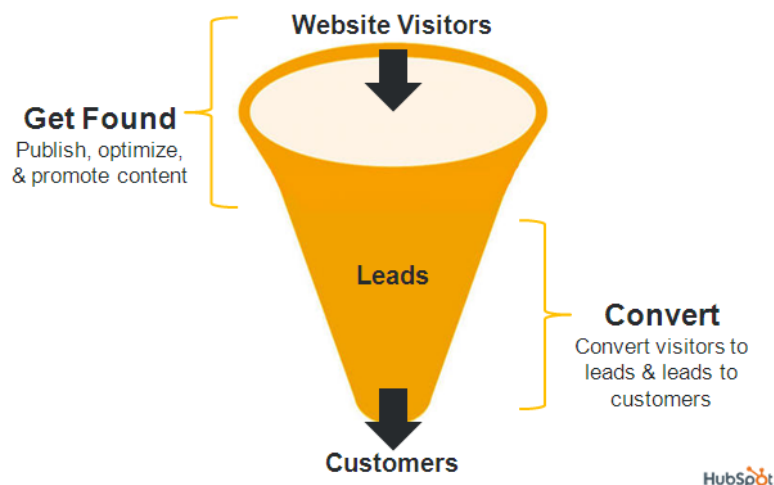 Website Visitors
Get Found
Publish, optimize,
& promote content
Leads
Convert
Convert visitors to
leads & leads to
customers
Customers
HubSpot